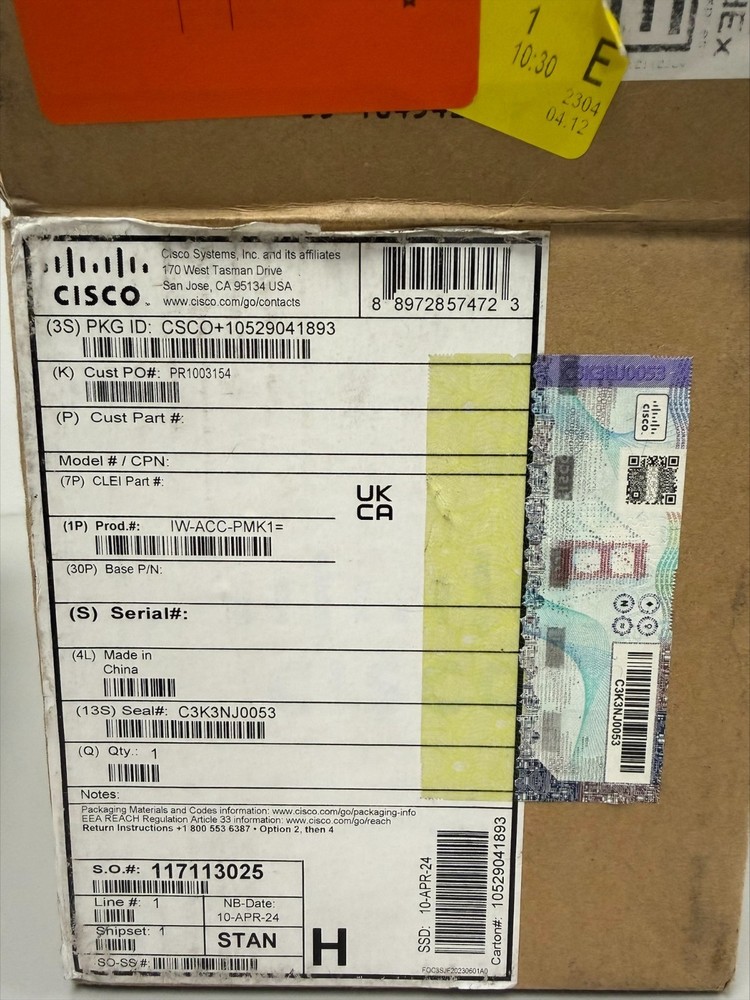 1
10:30
E
2304
04.12
EX
CISCO
Cisco Systems, Inc. and its affiliates
170 West Tasman Drive
San Jose, CA 95134 USA
www.cisco.com/go/contacts
8 8972857472 3
(3S) PKG ID: CSCO+10529041893
(K) Cust PO#: PR1003154
(P) Cust Part #:
Model # / CPN:
(7P) CLEI Part #:
UK
CA
(1P) Prod.#: IW-ACC-PMK1=
(30P) Base P/N:
(S) Serial#:
(4L) Made in
China
(13S) Seal#: C3K3NJ0053
(Q) Qty.: 1
Notes:
Packaging Materials and Codes information: www.cisco.com/go/packaging-info
EEA REACH Regulation Article 33 information: www.cisco.com/go/reach
Return Instructions +1 800 553 6387 • Option 2, then 4
S.O.#: 117113025
Line #: 1
NB-Date:
10-APR-24
Shipset: 1
STAN
SO-SS #:
H
SSD: 10-APR-24
Carton#: 10529041893
FOC3SJF20230601A0
C3K3NJ0053
CISCO
C3K3NJ0053